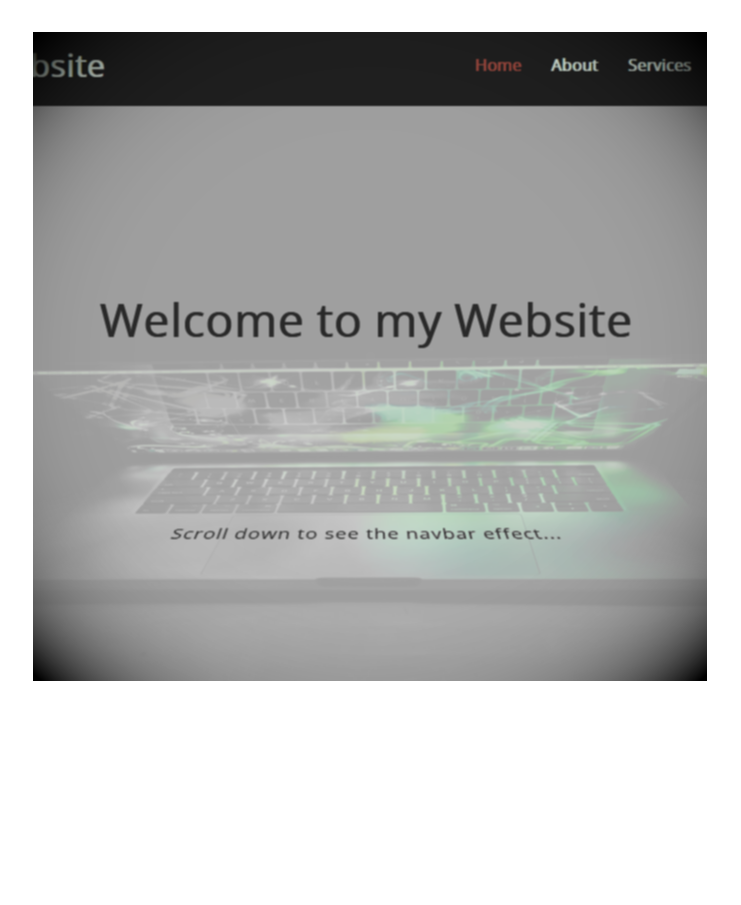 bsite Home About Services
Welcome to my Website
Scroll down to see the navbar effect...